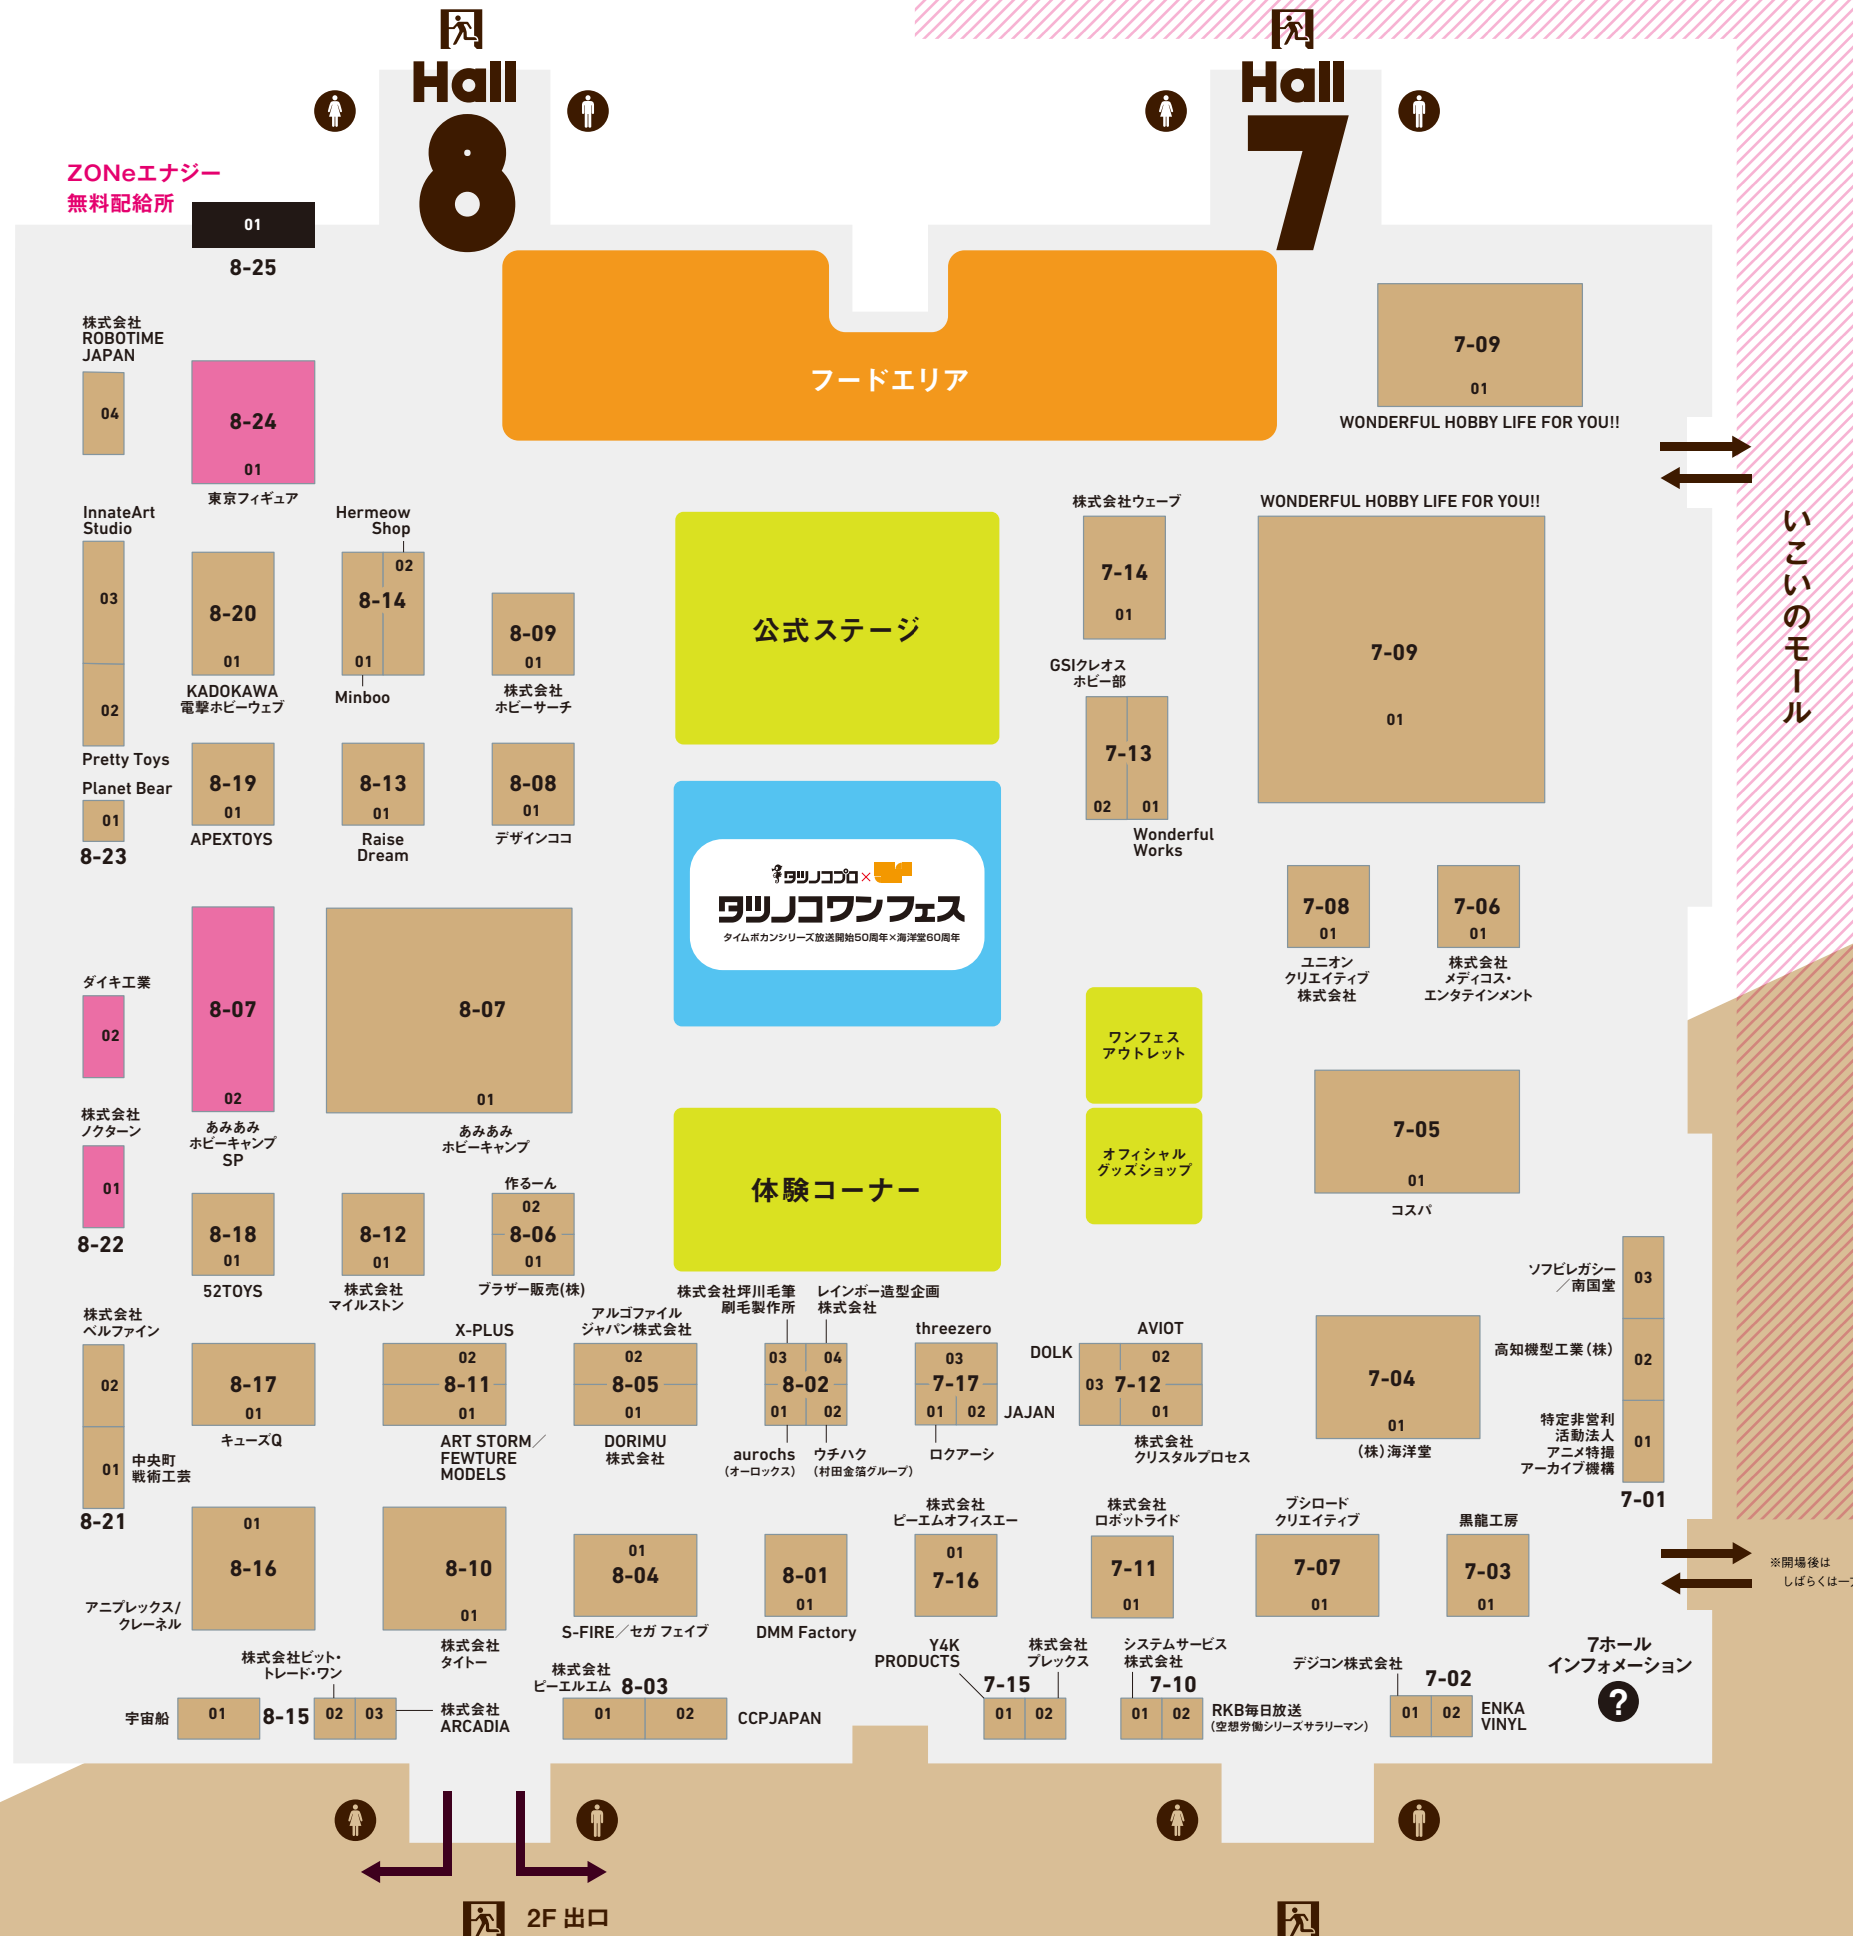 Hall
8
Hall
7
ZONeエナジー
無料配給所
01
8-25
フードエリア
7-09
01
WONDERFUL HOBBY LIFE FOR YOU!!
株式会社
ROBOTIME
JAPAN
04
8-24
01
東京フィギュア
InnateArt
Studio
03
02
Pretty Toys
Planet Bear
01
8-23
8-20
01
KADOKAWA
電撃ホビーウェブ
Hermeow
Shop
02
8-14
01
Minboo
8-09
01
株式会社
ホビーサーチ
8-19
01
APEXTOYS
8-13
01
Raise
Dream
8-08
01
デザインココ
公式ステージ
タツノコプロ×
タツノコワンフェス
タイムボカンシリーズ放送開始50周年×海洋堂60周年
体験コーナー
株式会社ウェーブ
7-14
01
GSIクレオス
ホビー部
7-13
02
01
Wonderful
Works
WONDERFUL HOBBY LIFE FOR YOU!!
7-09
01
いこいのモール
7-08
01
ユニオン
クリエイティブ
株式会社
7-06
01
株式会社
メディコス・
エンタテインメント
ワンフェス
アウトレット
オフィシャル
グッズショップ
7-05
01
コスパ
ダイキ工業
02
株式会社
ノクターン
01
8-22
8-07
02
あみあみ
ホビーキャンプ
SP
8-07
01
あみあみ
ホビーキャンプ
8-18
01
52TOYS
8-12
01
株式会社
マイルストン
作るーん
02
8-06
01
ブラザー販売(株)
株式会社
ベルファイン
02
01
中央町
戦術工芸
8-21
8-17
01
キューズQ
X-PLUS
02
8-11
01
ART STORM／
FEWTURE
MODELS
アルゴファイル
ジャパン株式会社
02
8-05
01
DORIMU
株式会社
株式会社坪川毛筆
刷毛製作所
レインボー造型企画
株式会社
03
04
8-02
01
02
aurochs
(オーロックス)
ウチハク
(村田金箔グループ)
threezero
03
7-17
01
02
JAJAN
ロクアーシ
DOLK
AVIOT
02
03
7-12
01
株式会社
クリスタルプロセス
7-04
01
(株)海洋堂
ソフビレガシー
／南国堂
03
高知機型工業(株)
02
特定非営利
活動法人
アニメ特撮
アーカイブ機構
01
7-01
01
8-16
アニプレックス/
クレーネル
8-10
01
株式会社
タイトー
01
8-04
S-FIRE／セガ フェイブ
8-01
01
DMM Factory
株式会社
ピーエムオフィスエー
01
7-16
株式会社
ロボットライド
7-11
01
ブシロード
クリエイティブ
7-07
01
黒龍工房
7-03
01
※開場後は
しばらくは一
宇宙船
01
8-15
株式会社ビット・
トレード・ワン
02
03
株式会社
ARCADIA
株式会社
ピーエルエム
8-03
01
02
CCPJAPAN
Y4K
PRODUCTS
7-15
株式会社
プレックス
01
02
システムサービス
株式会社
7-10
01
02
RKB毎日放送
(空想労働シリーズサラリーマン)
デジコン株式会社
7-02
01
02
ENKA
VINYL
7ホール
インフォメーション
?
2F 出口